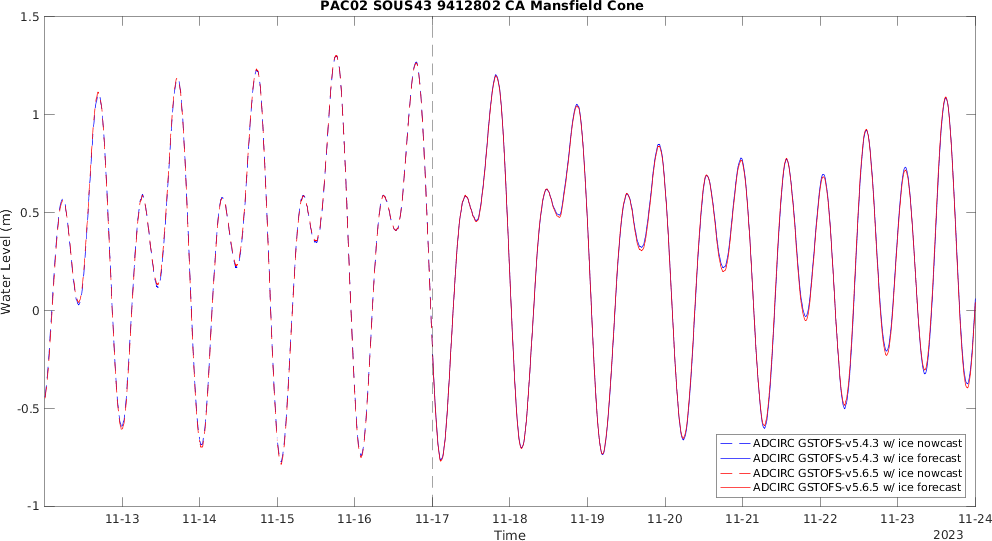 PAC02 SOUS43 9412802 CA Mansfield Cone
1.5
1
0.5
0
-0.5
-1
Water Level (m)
11-13 11-14 11-15 11-16 11-17 11-18 11-19 11-20 11-21 11-22 11-23 11-24
Time
2023
ADCIRC GSTOFS-v5.4.3 w/ ice nowcast
ADCIRC GSTOFS-v5.4.3 w/ ice forecast
ADCIRC GSTOFS-v5.6.5 w/ ice nowcast
ADCIRC GSTOFS-v5.6.5 w/ ice forecast